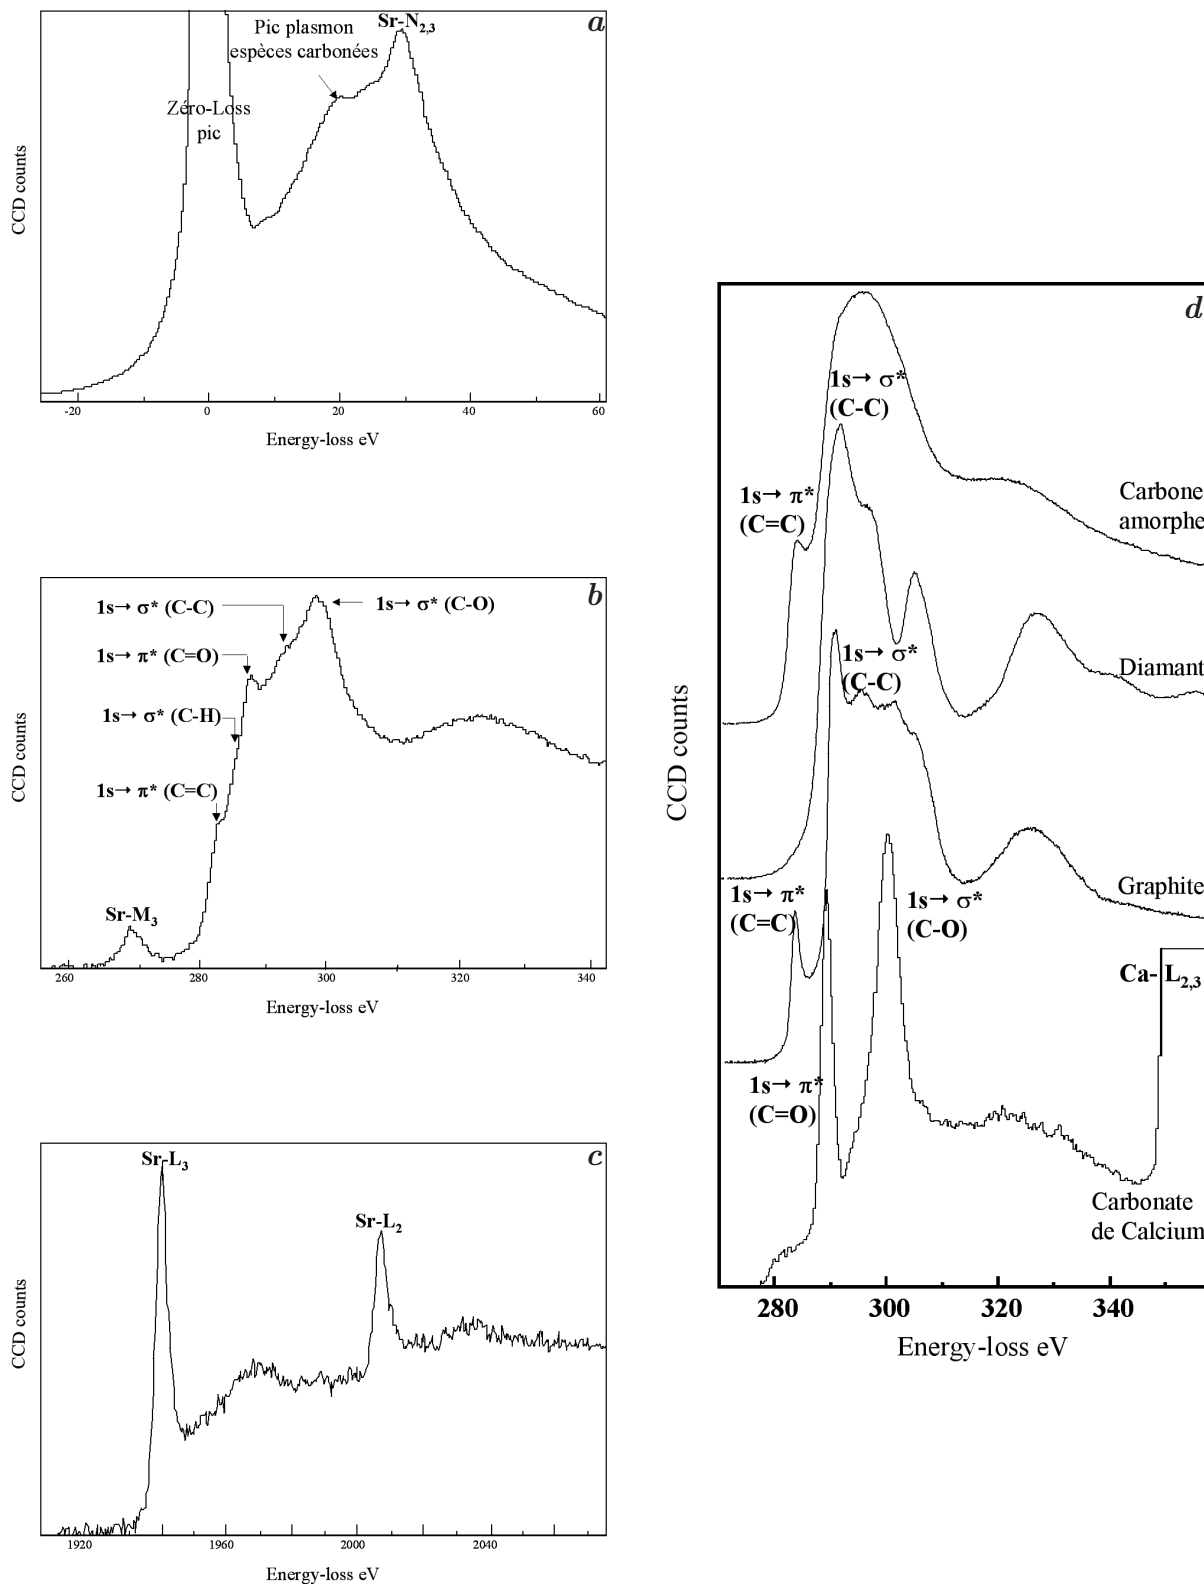 a
Sr-N2,3
Pic plasmon
espèces carbonées
Zéro-Loss
pic
CCD counts
-20 0 20 40 60
Energy-loss eV
b
1s→ σ* (C-C)
1s→ σ* (C-O)
1s→ π* (C=O)
1s→ σ* (C-H)
1s→ π* (C=C)
Sr-M3
CCD counts
260 280 300 320 340
Energy-loss eV
c
Sr-L3
Sr-L2
CCD counts
1920 1960 2000 2040
Energy-loss eV
d
1s→ σ*
(C-C)
1s→ π*
(C=C)
Carbone
amorphe
1s→ σ*
(C-C)
Diamant
CCD counts
Graphite
1s→ π*
(C=C)
1s→ σ*
(C-O)
Ca- L2,3
1s→ π*
(C=O)
Carbonate
de Calcium
280 300 320 340
Energy-loss eV